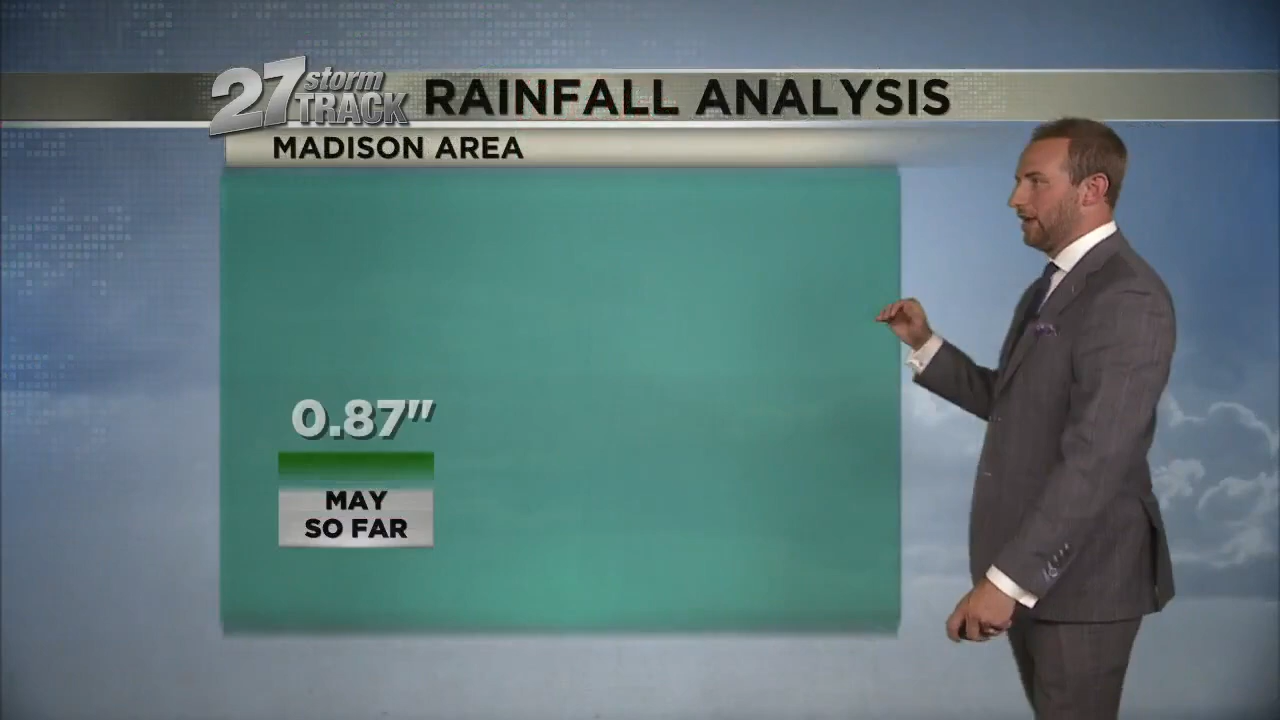 27 storm TRACK RAINFALL ANALYSIS
MADISON AREA
0.87"
MAY
SO FAR